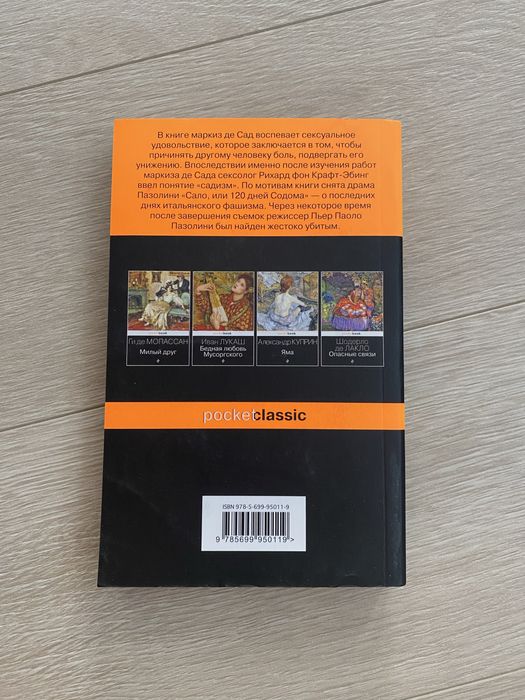 В книге маркиз де Сад воспевает сексуальное
удовольствие, которое заключается в том, чтобы
причинять другому человеку боль, подвергать его
унижению. Впоследствии именно после изучения работ
маркиза де Сада сексолог Рихард фон Крафт-Эбинг
ввел понятие «садизм». По мотивам книги снята драма
Пазолини «Сало, или 120 дней Содома» — о последних
днях итальянского фашизма. Через некоторое время
после завершения съемок режиссер Пьер Паоло
Пазолини был найден жестоко убитым.
Ги де МОПАССАН
Милый друг
Иван ЛУКАШ
Бедная любовь
Мусоргского
Александр КУПРИН
Яма
Шодерло
де ЛАКЛО
Опасные связи
pocketclassic
ISBN 978-5-699-95011-9
9 785699 950119>